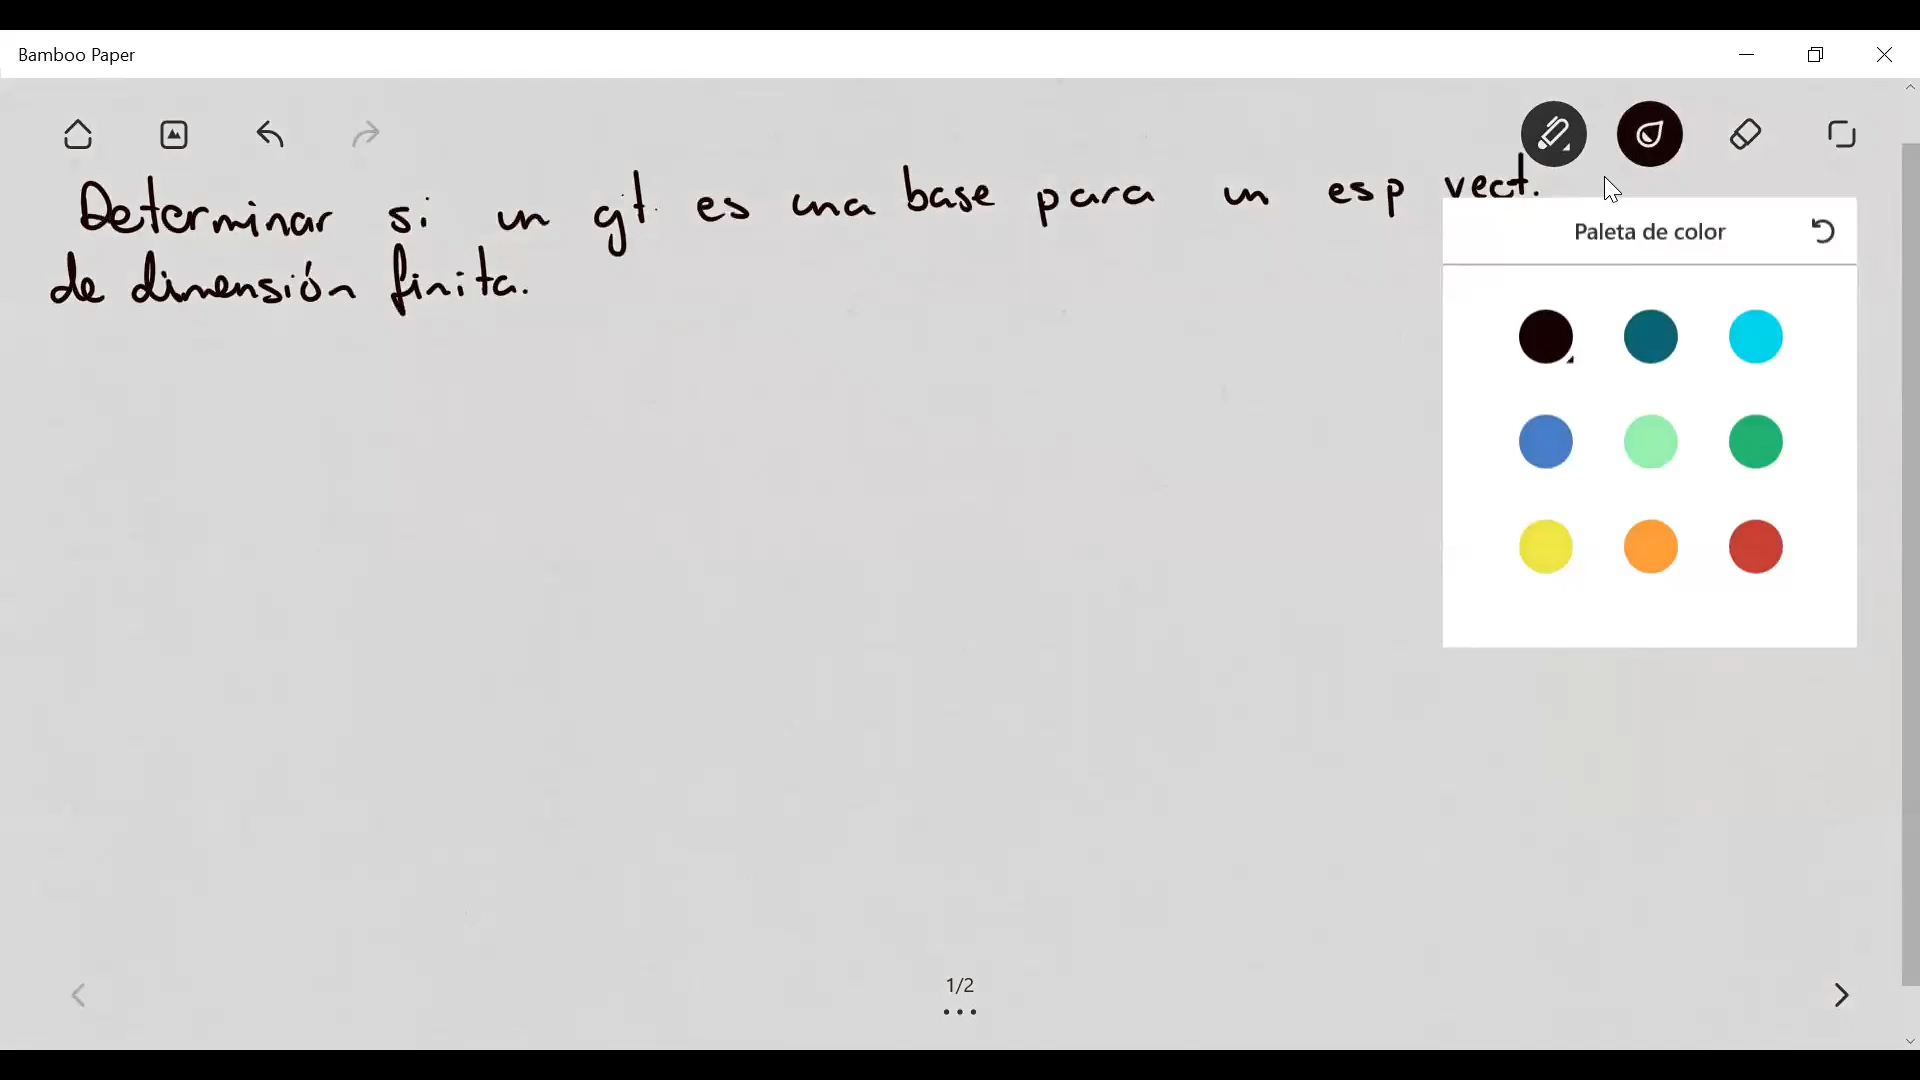 Bamboo Paper
Determinar si un gt. es una base para un esp vect.
de dimensión finita.
Paleta de color
1/2